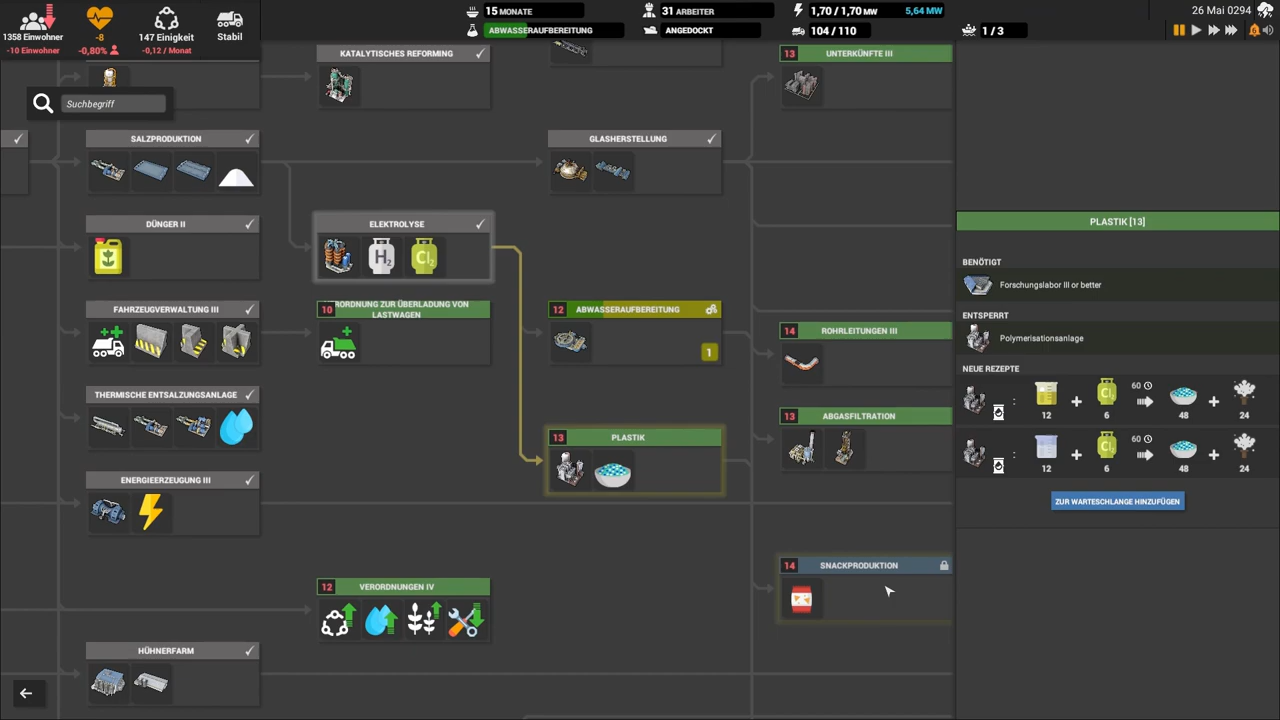 1358 Einwohner
-10 Einwohner
-8
-0,80%
147 Einigkeit
-0,12 / Monat
Stabil
15 MONATE
ABWASSERAUFBEREITUNG
31 ARBEITER
ANGEDOCKT
1,70 / 1,70 MW
5,64 MW
104 / 110
1 / 3
26 Mai 0294
6
Suchbegriff
KATALYTISCHES REFORMING
13
UNTERKÜNFTE III
SALZPRODUKTION
GLASHERSTELLUNG
DÜNGER II
ELEKTROLYSE
H2
Cl2
FAHRZEUGVERWALTUNG III
10
RORDNUNG ZUR ÜBERLADUNG VON
LASTWAGEN
12
ABWASSERAUFBEREITUNG
1
14
ROHRLEITUNGEN III
THERMISCHE ENTSALZUNGSANLAGE
13
ABGASFILTRATION
13
PLASTIK
ENERGIEERZEUGUNG III
14
SNACKPRODUKTION
12
VERORDNUNGEN IV
HÜHNERFARM
PLASTIK [13]
BENÖTIGT
Forschungslabor III or better
ENTSPERRT
Polymerisationsanlage
NEUE REZEPTE
: 12 + Cl2 6 60 48 + 24
: 12 + Cl2 6 60 48 + 24
ZUR WARTESCHLANGE HINZUFÜGEN